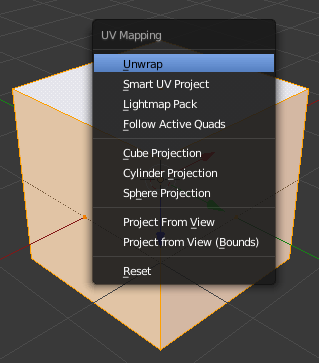 UV Mapping
Unwrap
Smart UV Project
Lightmap Pack
Follow Active Quads
Cube Projection
Cylinder Projection
Sphere Projection
Project From View
Project from View (Bounds)
Reset